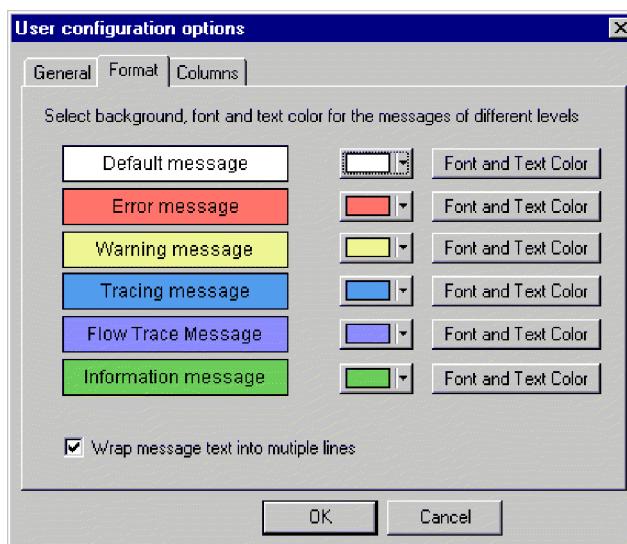 User configuration options
General Format Columns
Select background, font and text color for the messages of different levels
Default message Font and Text Color
Error message Font and Text Color
Warning message Font and Text Color
Tracing message Font and Text Color
Flow Trace Message Font and Text Color
Information message Font and Text Color
Wrap message text into mutiple lines
OK Cancel